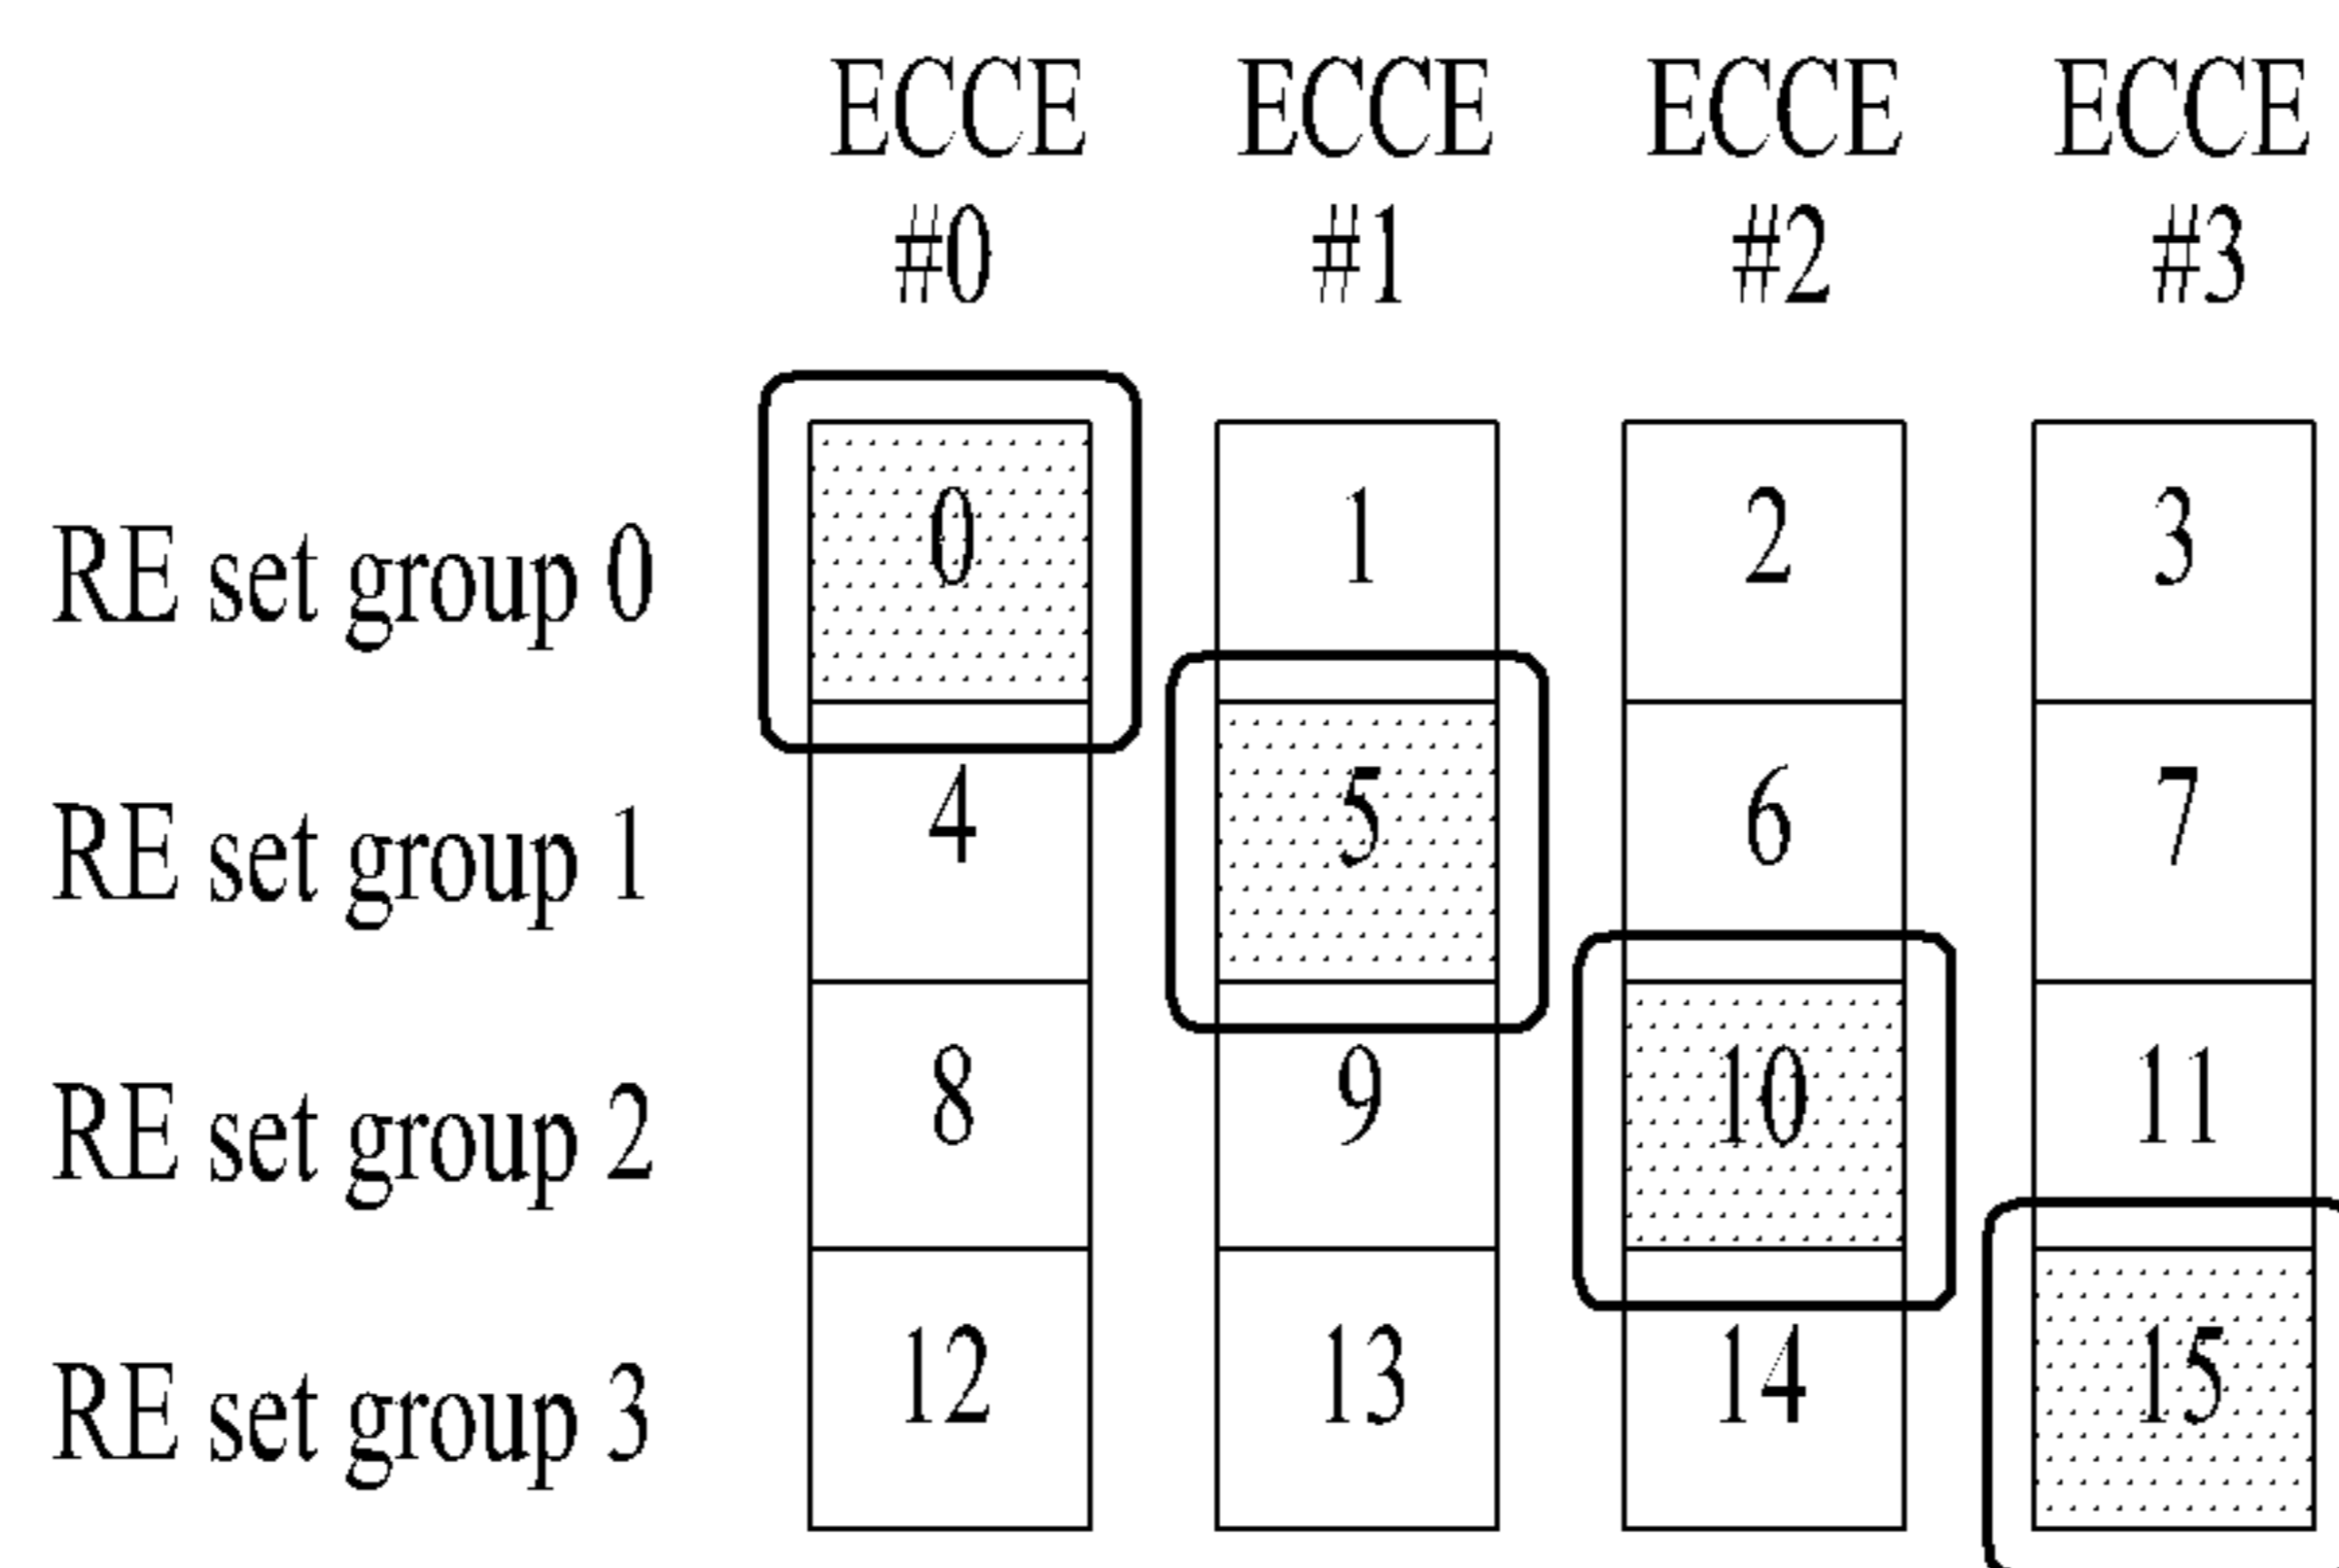 ECCE ECCE ECCE ECCE
#0 #1 #2 #3
RE set group 0 0 1 2 3
RE set group 1 4 5 6 7
RE set group 2 8 9 10 11
RE set group 3 12 13 14 15